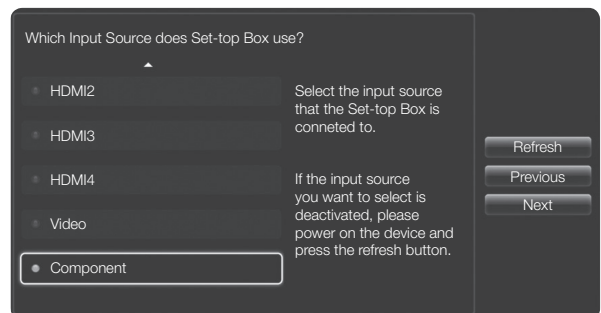 Which Input Source does Set-top Box use?
HDMI2
HDMI3
HDMI4
Video
Component
Select the input source
that the Set-top Box is
conneted to.
If the input source
you want to select is
deactivated, please
power on the device and
press the refresh button.
Refresh
Previous
Next